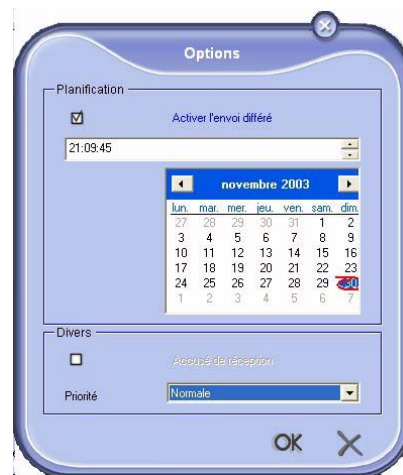 Options
Planification
Activer l'envoi différé
21:09:45
novembre 2003
lun. mar. mer. jeu. ven. sam. dim.
27 28 29 30 31 1 2
3 4 5 6 7 8 9
10 11 12 13 14 15 16
17 18 19 20 21 22 23
24 25 26 27 28 29 30
1 2 3 4 5 6 7
Divers
Accusé de réception
Priorité Normale
OK